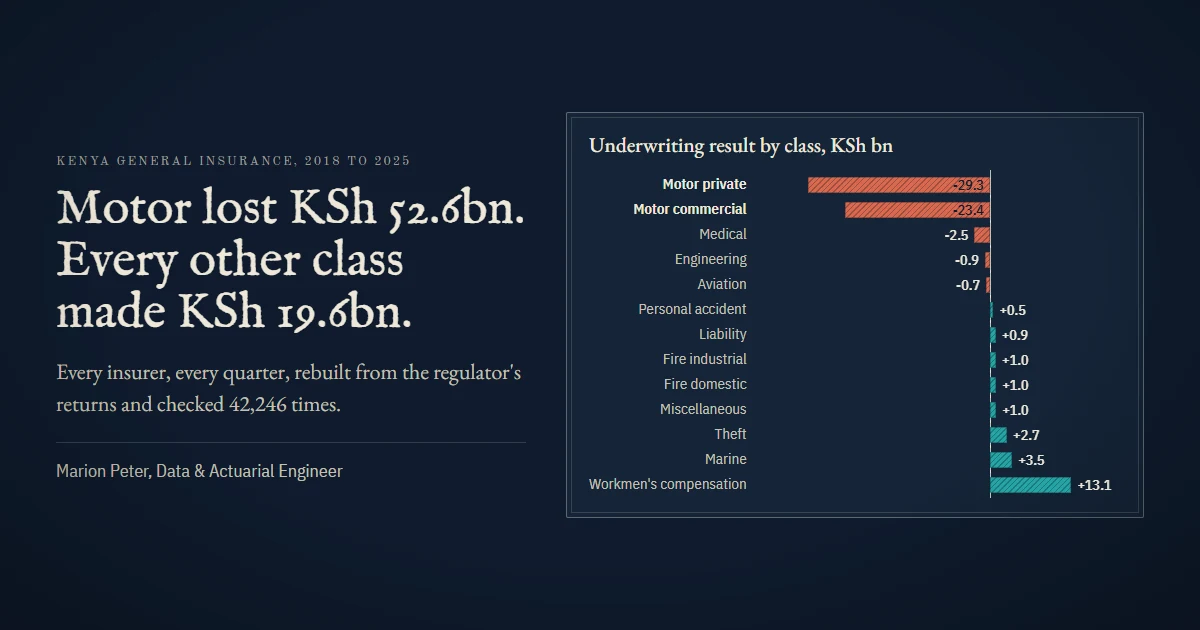 KENYA GENERAL INSURANCE, 2018 TO 2025
Motor lost KSh 52.6bn.
Every other class
made KSh 19.6bn.
Every insurer, every quarter, rebuilt from the regulator's
returns and checked 42,246 times.
Marion Peter, Data & Actuarial Engineer
Underwriting result by class, KSh bn
Motor private -29.3
Motor commercial -23.4
Medical -2.5
Engineering -0.9
Aviation -0.7
Personal accident +0.5
Liability +0.9
Fire industrial +1.0
Fire domestic +1.0
Miscellaneous +1.0
Theft +2.7
Marine +3.5
Workmen's compensation +13.1